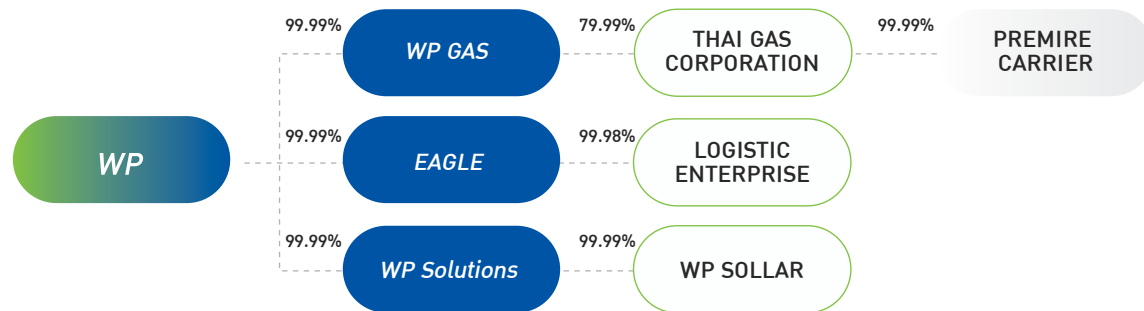 99.99%
79.99%
99.99%
WP GAS
THAI GAS
CORPORATION
PREMIRE
CARRIER
WP
99.99%
99.98%
EAGLE
LOGISTIC
ENTERPRISE
99.99%
99.99%
WP Solutions
WP SOLLAR